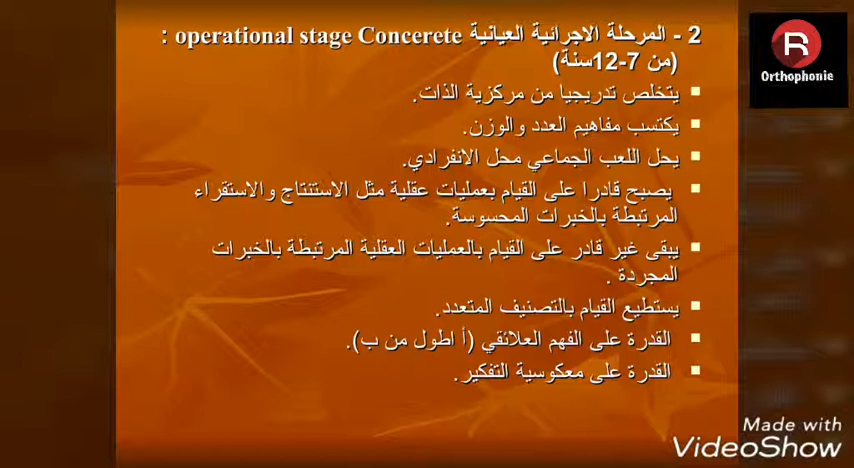 2 - المرحلة الاجرائية العيانية operational stage Concerete :
(من 7-12سنة)
يتخلص تدريجيا من مركزية الذات.
يكتسب مفاهيم العدد والوزن.
يحل اللعب الجماعي محل الانفرادي.
يصبح قادرا على القيام بعمليات عقلية مثل الاستنتاج والاستقراء
المرتبطة بالخبرات المحسوسة.
يبقى غير قادر على القيام بالعمليات العقلية المرتبطة بالخبرات
المجردة .
يستطيع القيام بالتصنيف المتعدد.
القدرة على الفهم العلائقي (أ اطول من ب).
القدرة على معكوسية التفكير.
R
Orthophonie
Made with
VideoShow